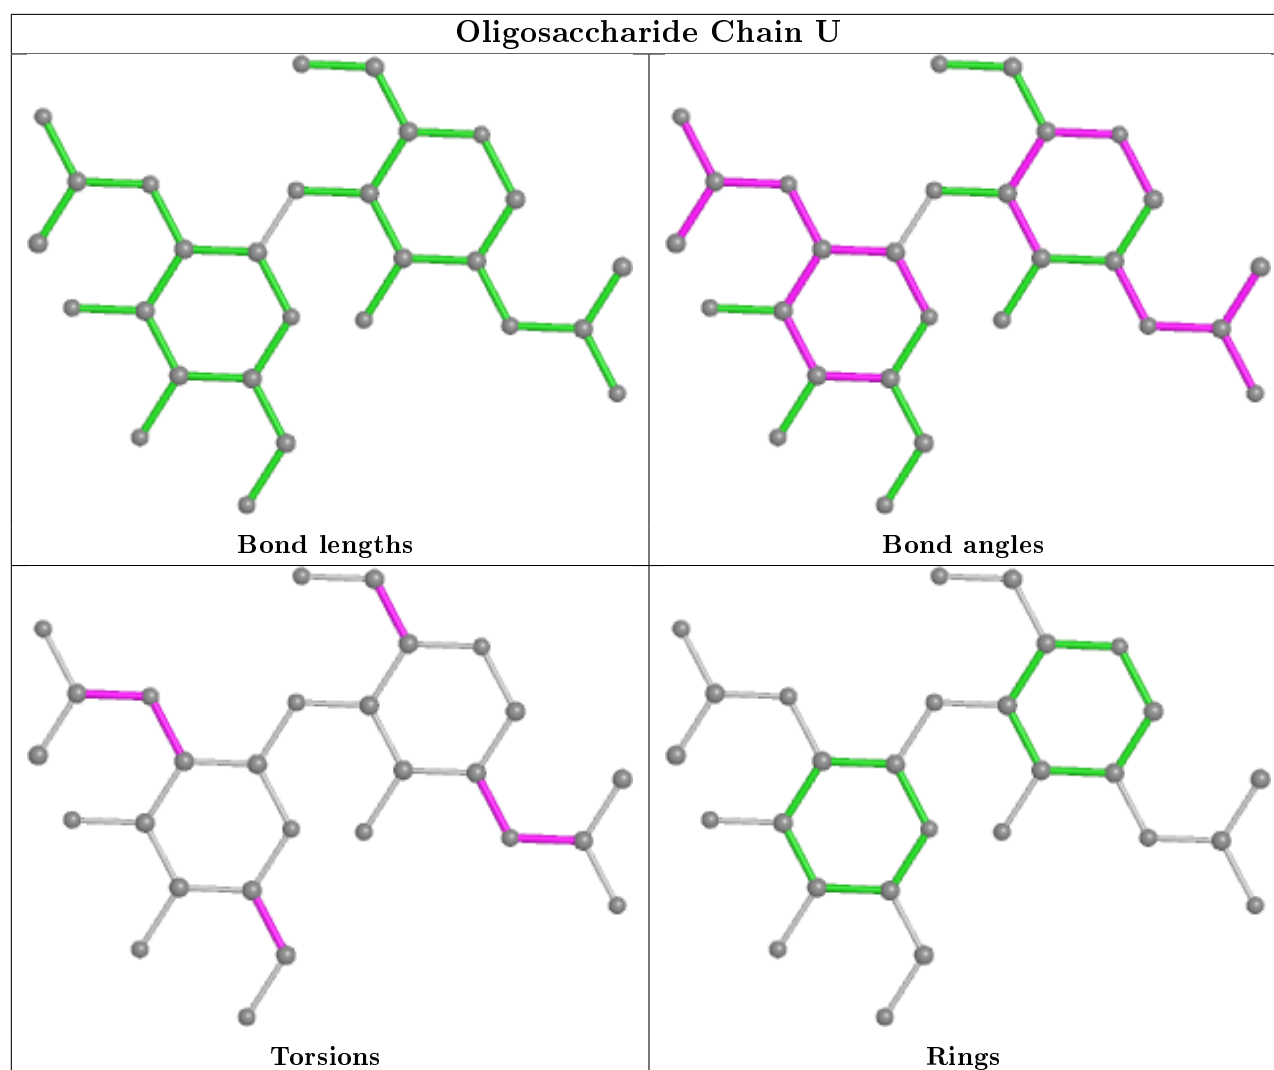 Oligosaccharide Chain U
Bond lengths
Bond angles
Torsions
Rings